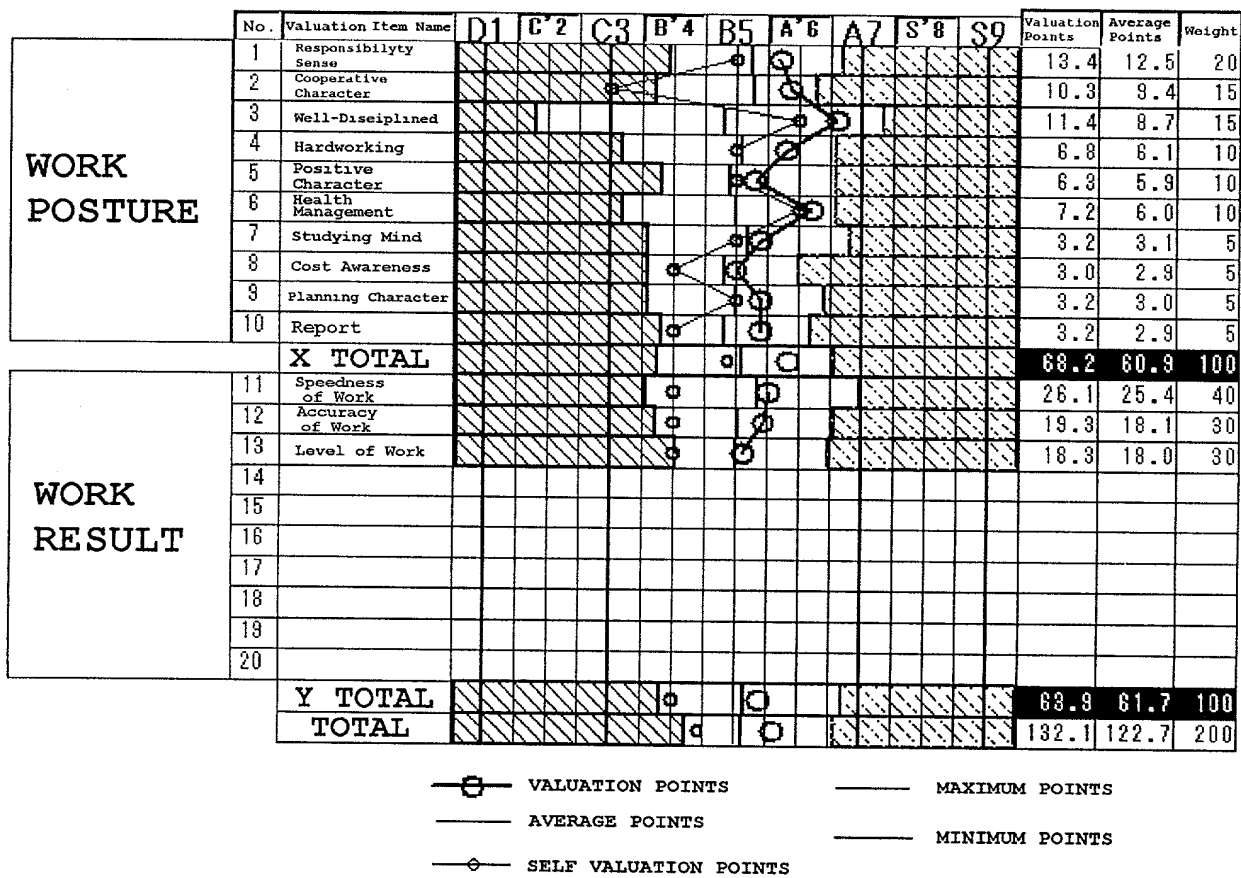 No. Valuation Item Name D1 C'2 C3 B'4 B5 A'6 A7 S'8 S9 Valuation Points Average Points Weight
WORK POSTURE
1 Responsibilyty Sense 13.4 12.5 20
2 Cooperative Character 10.3 9.4 15
3 Well-Diseiplined 11.4 8.7 15
4 Hardworking 6.8 6.1 10
5 Positive Character 6.3 5.9 10
6 Health Management 7.2 6.0 10
7 Studying Mind 3.2 3.1 5
8 Cost Awareness 3.0 2.9 5
9 Planning Character 3.2 3.0 5
10 Report 3.2 2.9 5
X TOTAL 68.2 60.9 100
WORK RESULT
11 Speedness of Work 26.1 25.4 40
12 Accuracy of Work 19.3 18.1 30
13 Level of Work 18.3 18.0 30
14
15
16
17
18
19
20
Y TOTAL 63.9 61.7 100
TOTAL 132.1 122.7 200
VALUATION POINTS
MAXIMUM POINTS
AVERAGE POINTS
MINIMUM POINTS
SELF VALUATION POINTS